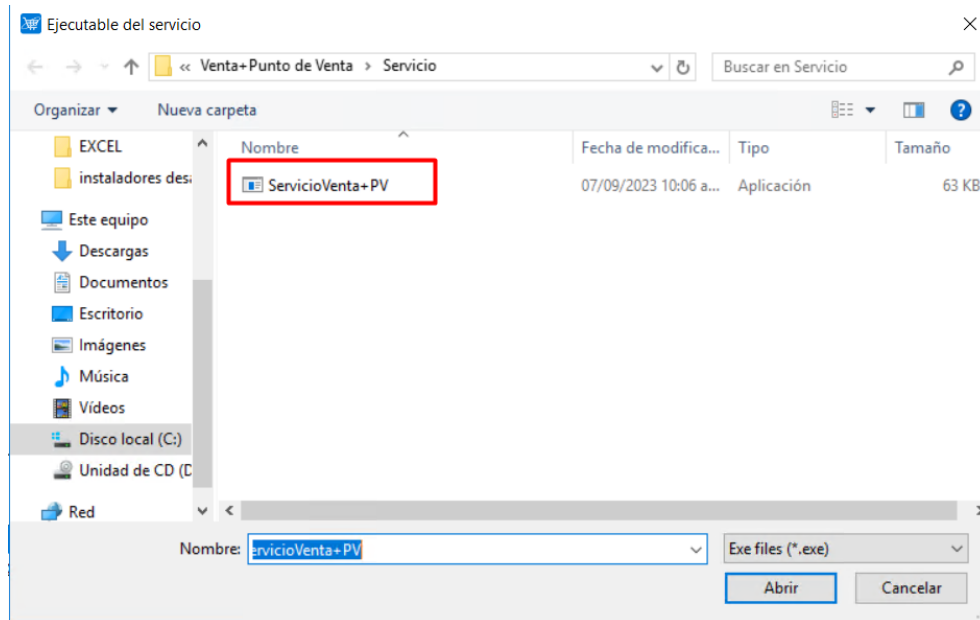 Ejecutable del servicio
« Venta+Punto de Venta > Servicio
Buscar en Servicio
Organizar
Nueva carpeta
Nombre
Fecha de modifica...
Tipo
Tamaño
EXCEL
instaladores des
ServicioVenta+PV
07/09/2023 10:06 a...
Aplicación
63 KB
Este equipo
Descargas
Documentos
Escritorio
Imágenes
Música
Vídeos
Disco local (C:)
Unidad de CD (D
Red
Nombre:
ervicioVenta+PV
Exe files (*.exe)
Abrir
Cancelar